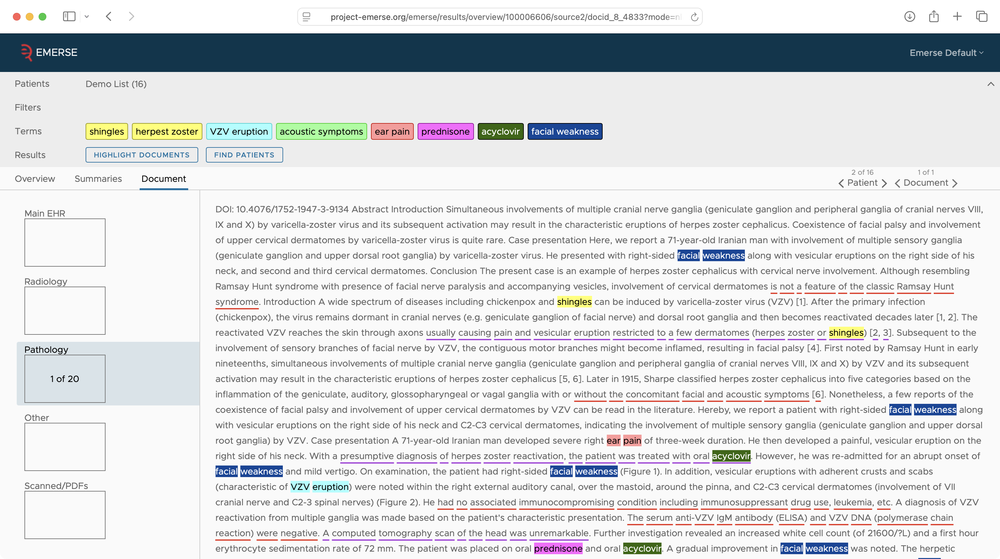 project-emerse.org/emerse/results/overview/100006606/source2/docid_8_4833?mode=nl
EMERSE
Emerse Default
Patients Demo List (16)
Filters
Terms shingles herpest zoster VZV eruption acoustic symptoms ear pain prednisone acyclovir facial weakness
Results HIGHLIGHT DOCUMENTS FIND PATIENTS
Overview Summaries Document
2 of 16 1 of 1
Patient Document
Main EHR
Radiology
Pathology
1 of 20
Other
Scanned/PDFs
DOI: 10.4076/1752-1947-3-9134 Abstract Introduction Simultaneous involvements of multiple cranial nerve ganglia (geniculate ganglion and peripheral ganglia of cranial nerves VIII,
IX and X) by varicella-zoster virus and its subsequent activation may result in the characteristic eruptions of herpes zoster cephalicus. Coexistence of facial palsy and involvement
of upper cervical dermatomes by varicella-zoster virus is quite rare. Case presentation Here, we report a 71-year-old Iranian man with involvement of multiple sensory ganglia
(geniculate ganglion and upper dorsal root ganglia) by varicella-zoster virus. He presented with right-sided facial weakness along with vesicular eruptions on the right side of his
neck, and second and third cervical dermatomes. Conclusion The present case is an example of herpes zoster cephalicus with cervical nerve involvement. Although resembling
Ramsay Hunt syndrome with presence of facial nerve paralysis and accompanying vesicles, involvement of cervical dermatomes is not a feature of the classic Ramsay Hunt
syndrome. Introduction A wide spectrum of diseases including chickenpox and shingles can be induced by varicella-zoster virus (VZV) [1]. After the primary infection
(chickenpox), the virus remains dormant in cranial nerves (e.g. geniculate ganglion of facial nerve) and dorsal root ganglia and then becomes reactivated decades later [1, 2]. The
reactivated VZV reaches the skin through axons usually causing pain and vesicular eruption restricted to a few dermatomes (herpes zoster or shingles) [2, 3]. Subsequent to the
involvement of sensory branches of facial nerve by VZV, the contiguous motor branches might become inflamed, resulting in facial palsy [4]. First noted by Ramsay Hunt in early
nineteenths, simultaneous involvements of multiple cranial nerve ganglia (geniculate ganglion and peripheral ganglia of cranial nerves VIII, IX and X) by VZV and its subsequent
activation may result in the characteristic eruptions of herpes zoster cephalicus [5, 6]. Later in 1915, Sharpe classified herpes zoster cephalicus into five categories based on the
inflammation of the geniculate, auditory, glossopharyngeal or vagal ganglia with or without the concomitant facial and acoustic symptoms [6]. Nonetheless, a few reports of the
coexistence of facial palsy and involvement of upper cervical dermatomes by VZV can be read in the literature. Hereby, we report a patient with right-sided facial weakness along
with vesicular eruptions on the right side of his neck and C2-C3 cervical dermatomes, indicating the involvement of multiple sensory ganglia (geniculate ganglion and upper dorsal
root ganglia) by VZV. Case presentation A 71-year-old Iranian man developed severe right ear pain of three-week duration. He then developed a painful, vesicular eruption on the
right side of his neck. With a presumptive diagnosis of herpes zoster reactivation, the patient was treated with oral acyclovir. However, he was re-admitted for an abrupt onset of
facial weakness and mild vertigo. On examination, the patient had right-sided facial weakness (Figure 1). In addition, vesicular eruptions with adherent crusts and scabs
(characteristic of VZV eruption) were noted within the right external auditory canal, over the mastoid, around the pinna, and C2-C3 cervical dermatomes (involvement of VII
cranial nerve and C2-3 spinal nerves) (Figure 2). He had no associated immunocompromising condition including immunosuppressant drug use, leukemia, etc. A diagnosis of VZV
reactivation from multiple ganglia was made based on the patient's characteristic presentation. The serum anti-VZV IgM antibody (ELISA) and VZV DNA (polymerase chain
reaction) were negative. A computed tomography scan of the head was unremarkable. Further investigation revealed an increased white cell count (of 21600/?L) and a first hour
erythrocyte sedimentation rate of 72 mm. The patient was placed on oral prednisone and oral acyclovir. A gradual improvement in facial weakness was noted. The herpetic